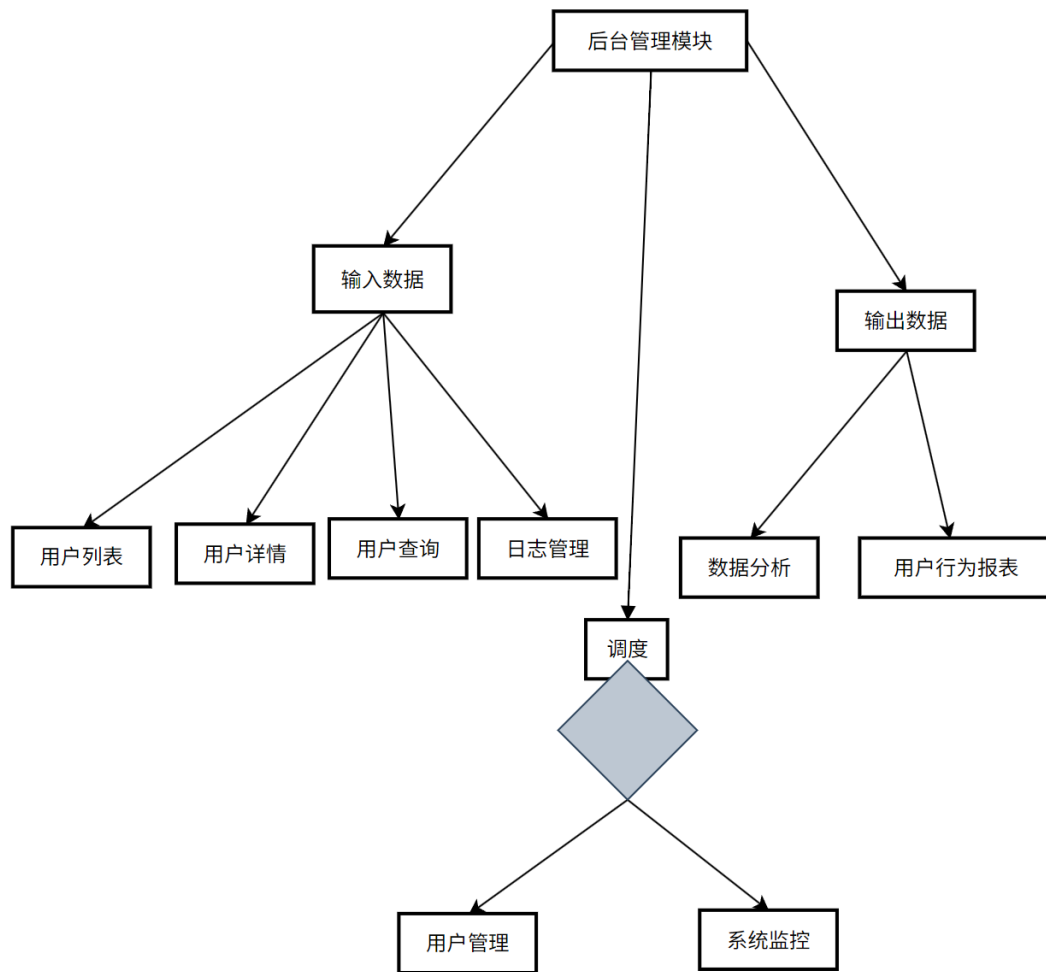 后台管理模块
输入数据
输出数据
用户列表
用户详情
用户查询
日志管理
数据分析
用户行为报表
调度
用户管理
系统监控